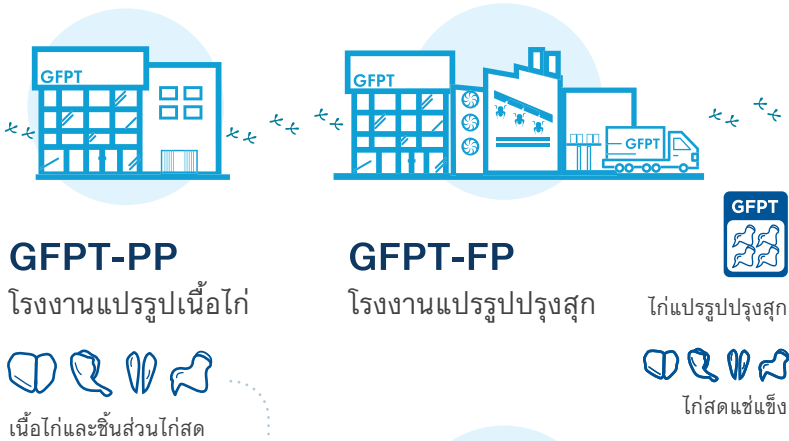 GFPT
GFPT
GFPT
GFPT
GFPT-PP
โรงงานแปรรูปเนื้อไก่
GFPT-FP
โรงงานแปรรูปปรุงสุก
ไก่แปรรูปปรุงสุก
เนื้อไก่และชิ้นส่วนไก่สด
ไก่สดแช่แข็ง